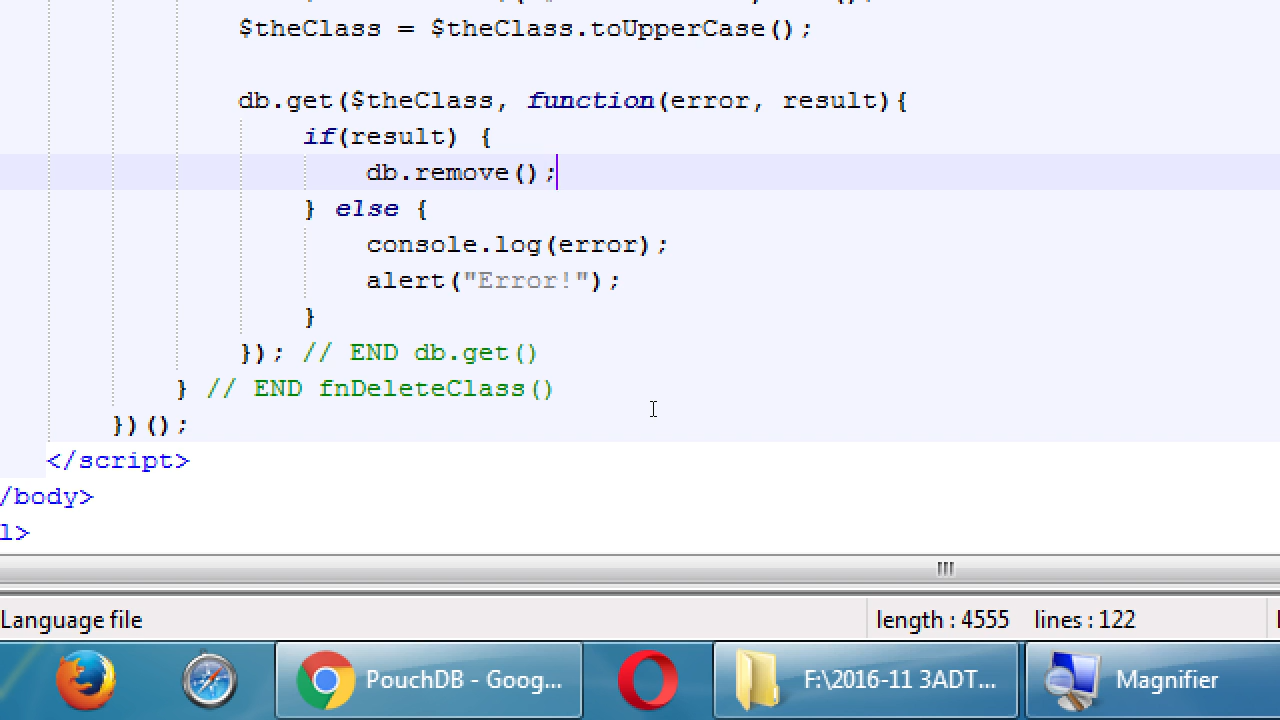 $theClass = $theClass.toUpperCase();
db.get($theClass, function(error, result){
if(result) {
db.remove();
} else {
console.log(error);
alert("Error!");
}
}); // END db.get()
} // END fnDeleteClass()
})();
</script>
/body>
l>
Language file
length : 4555
lines : 122
PouchDB - Goog...
F:\2016-11 3ADT...
Magnifier